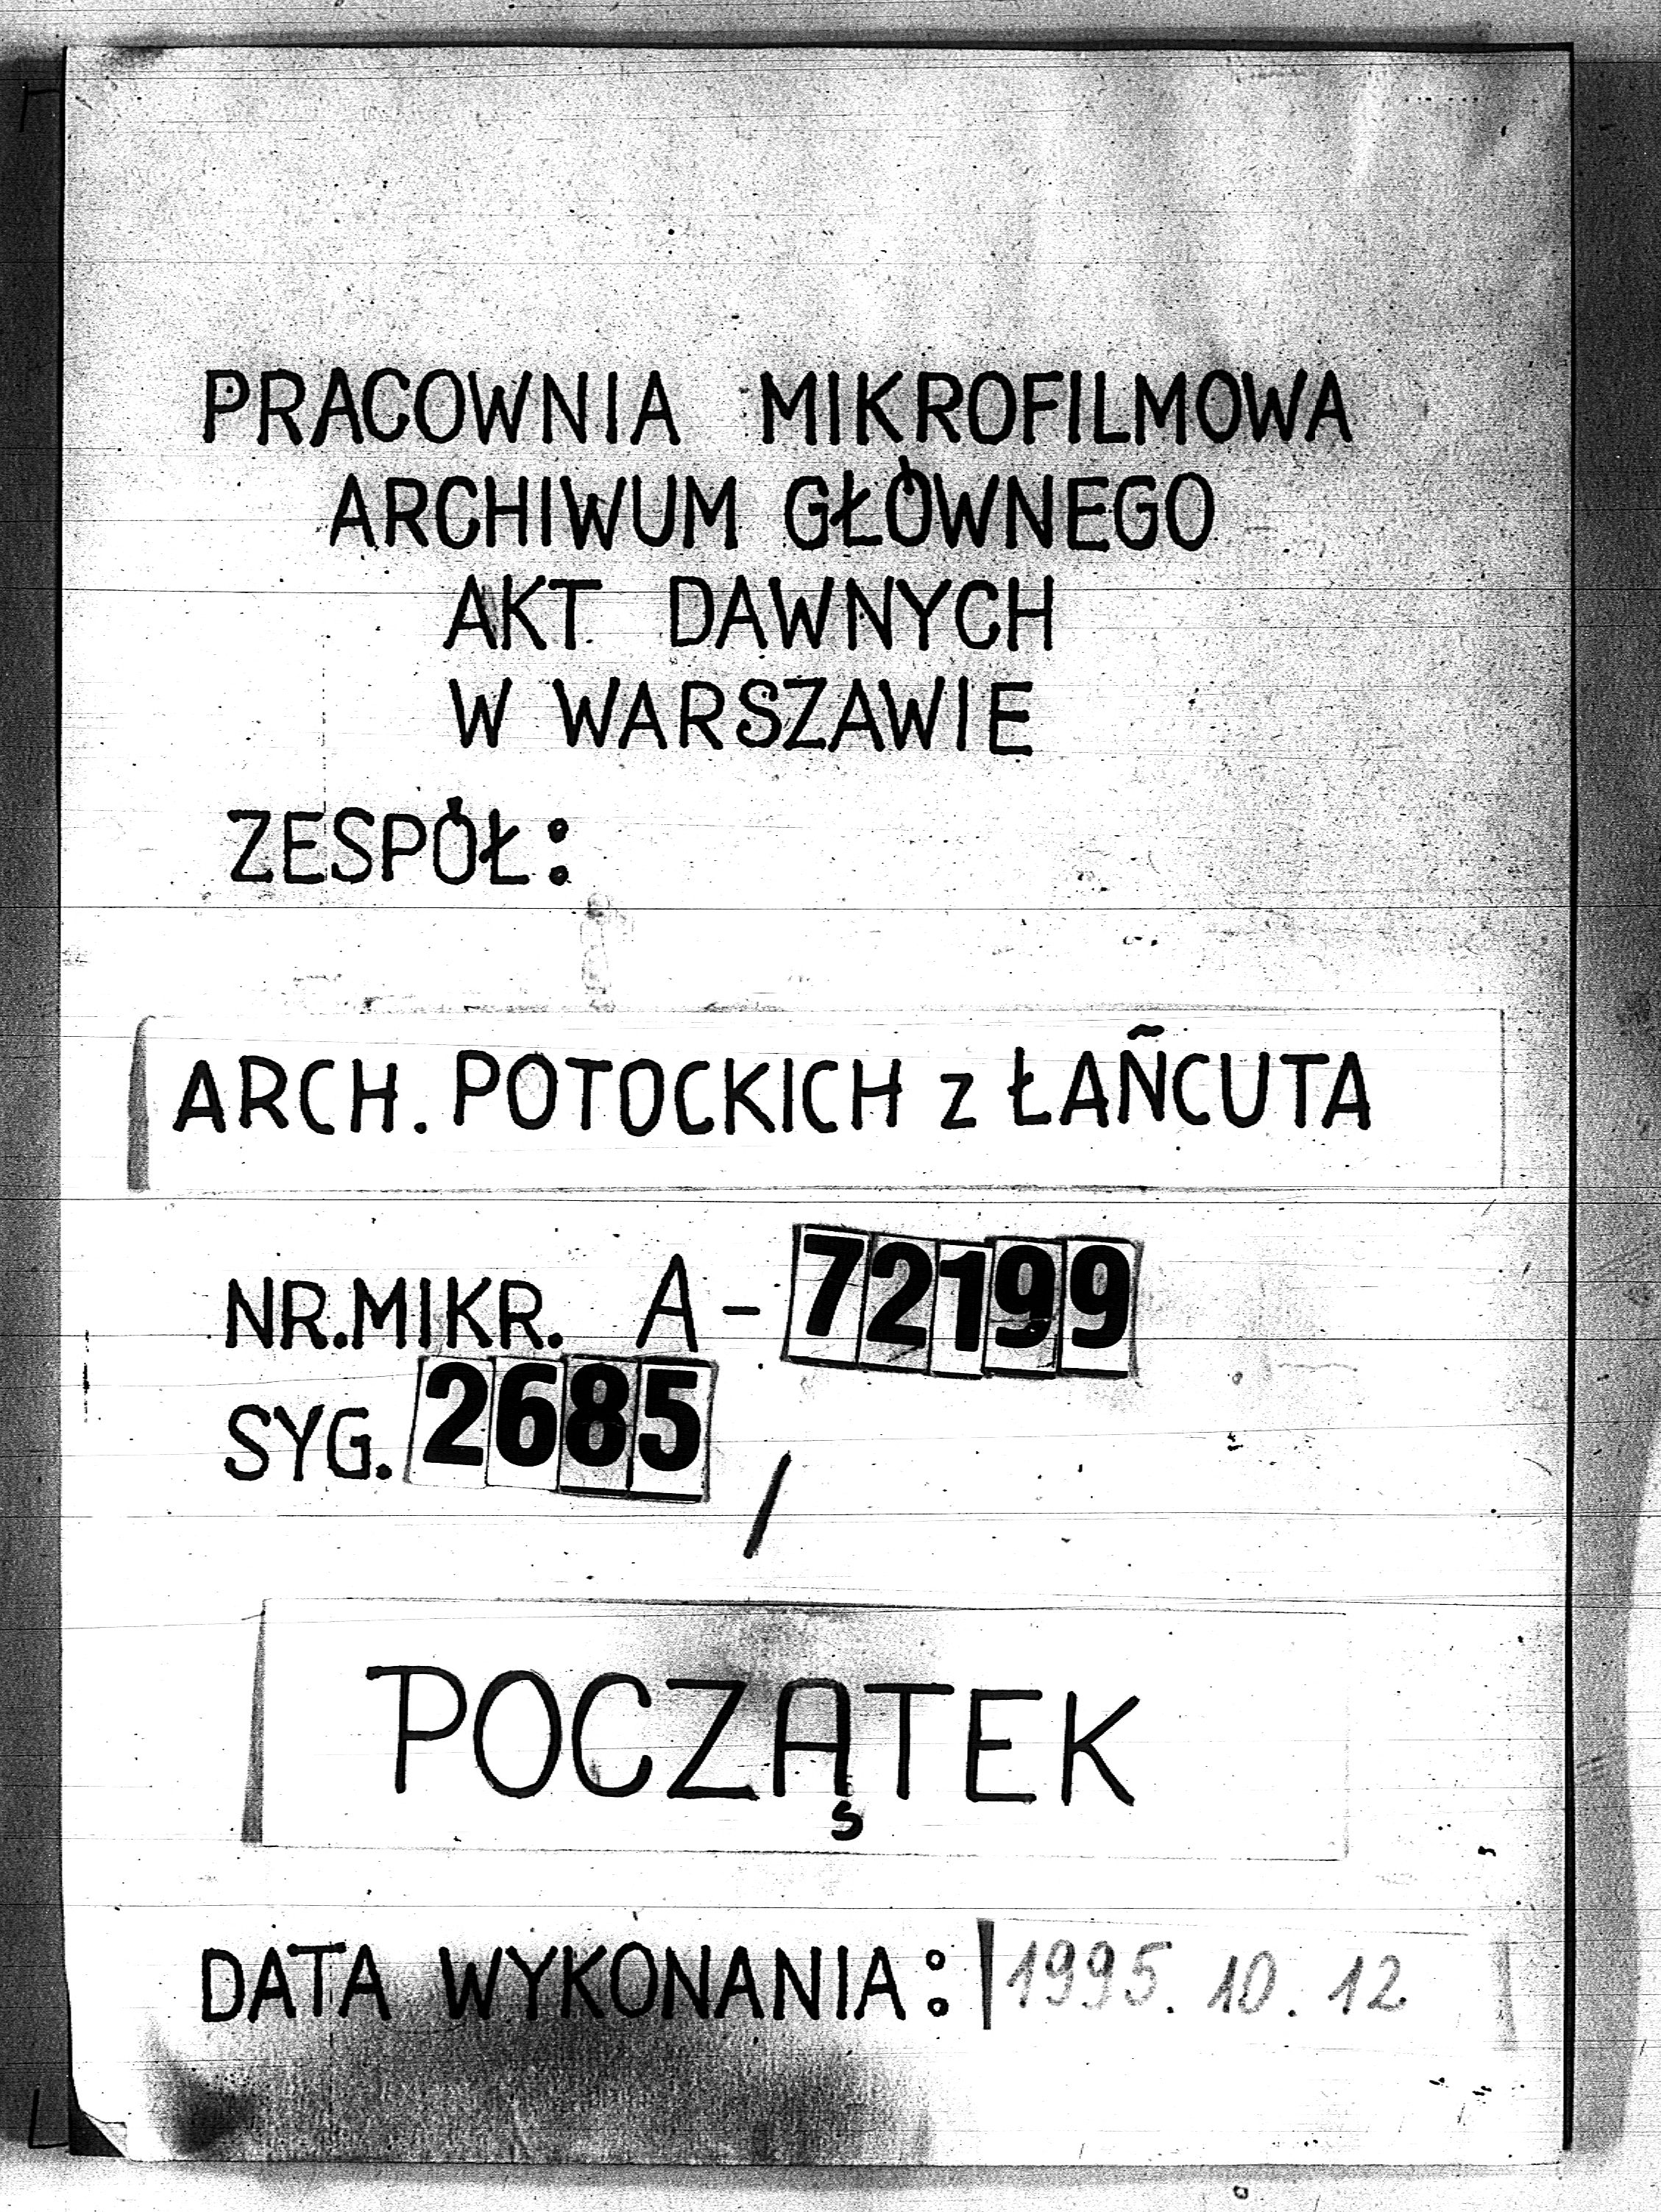 PRACOWNIA MIKROFILMOWA
ARCHIWUM GŁÓWNEGO
AKT DAWNYCH
W WARSZAWIE
ZESPÓŁ:
ARCH. POTOCKICH z ŁAŃCUTA
NR.MIKR. A-72199
SYG. 2685 /
POCZĄTEK
DATA WYKONANIA: 1995. 10. 12